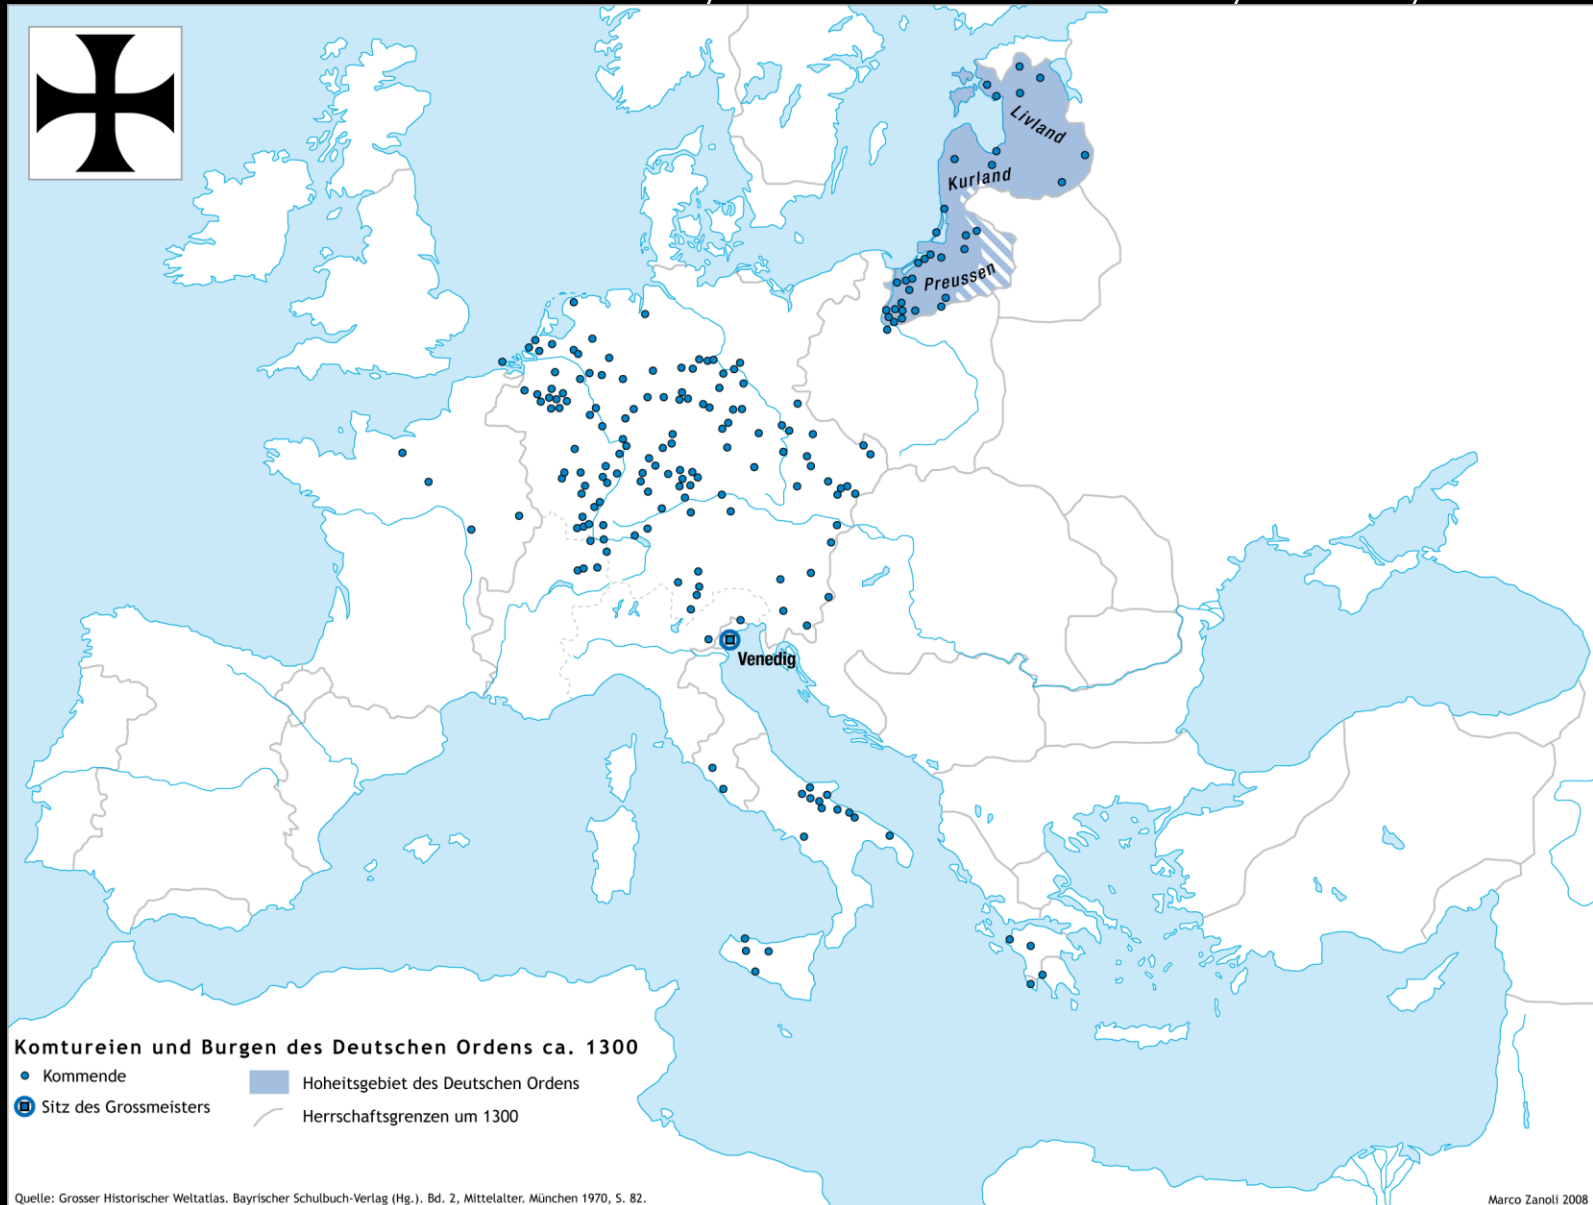 Livland
Kurland
Preussen
Venedig
Komtureien und Burgen des Deutschen Ordens ca. 1300
Kommende
Hoheitsgebiet des Deutschen Ordens
Sitz des Grossmeisters
Herrschaftsgrenzen um 1300
Quelle: Grosser Historischer Weltatlas. Bayrischer Schulbuch-Verlag (Hg.). Bd. 2, Mittelalter. München 1970, S. 82.
Marco Zanoli 2008